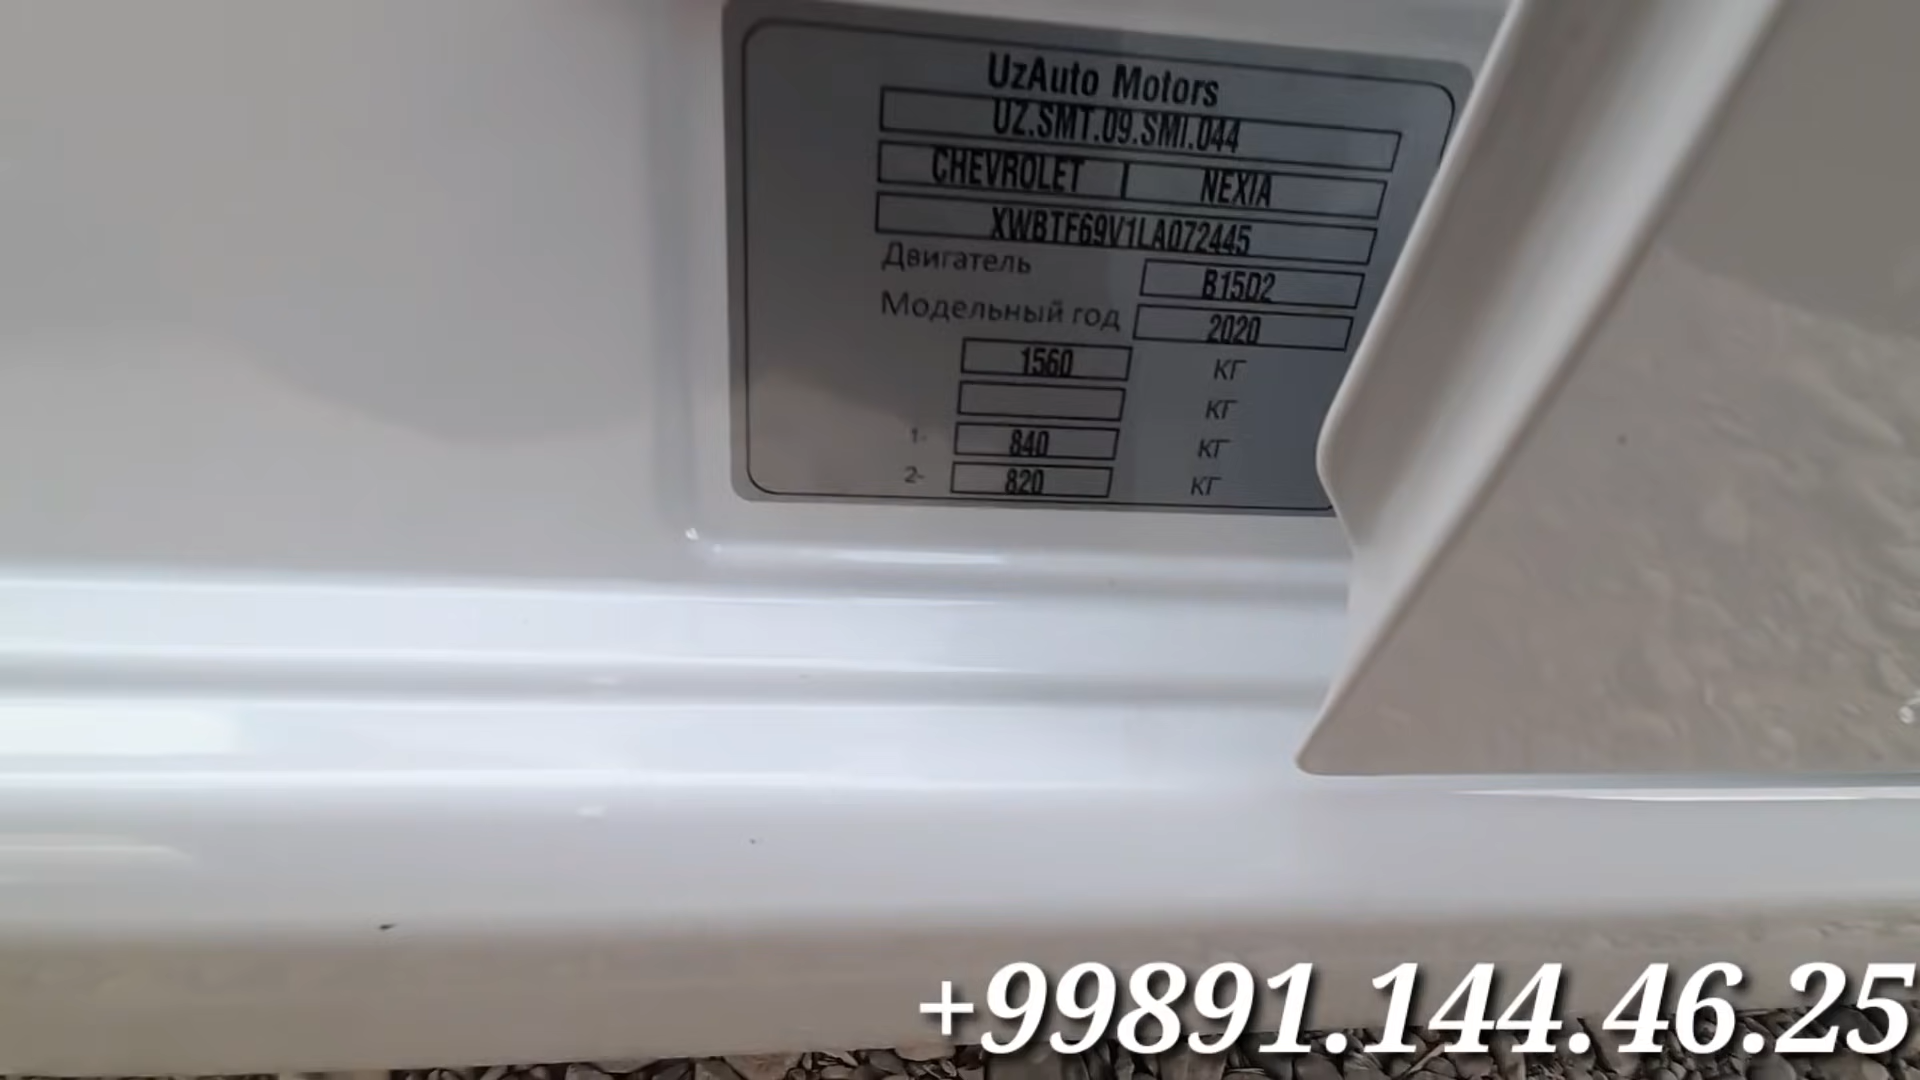 UzAuto Motors
UZ.SMT.09.SMI.044
CHEVROLET NEXIA
XWBTF69V1LA072445
Двигатель B15D2
Модельный год 2020
1560 КГ
КГ
1- 840 КГ
2- 820 КГ
+99891.144.46.25